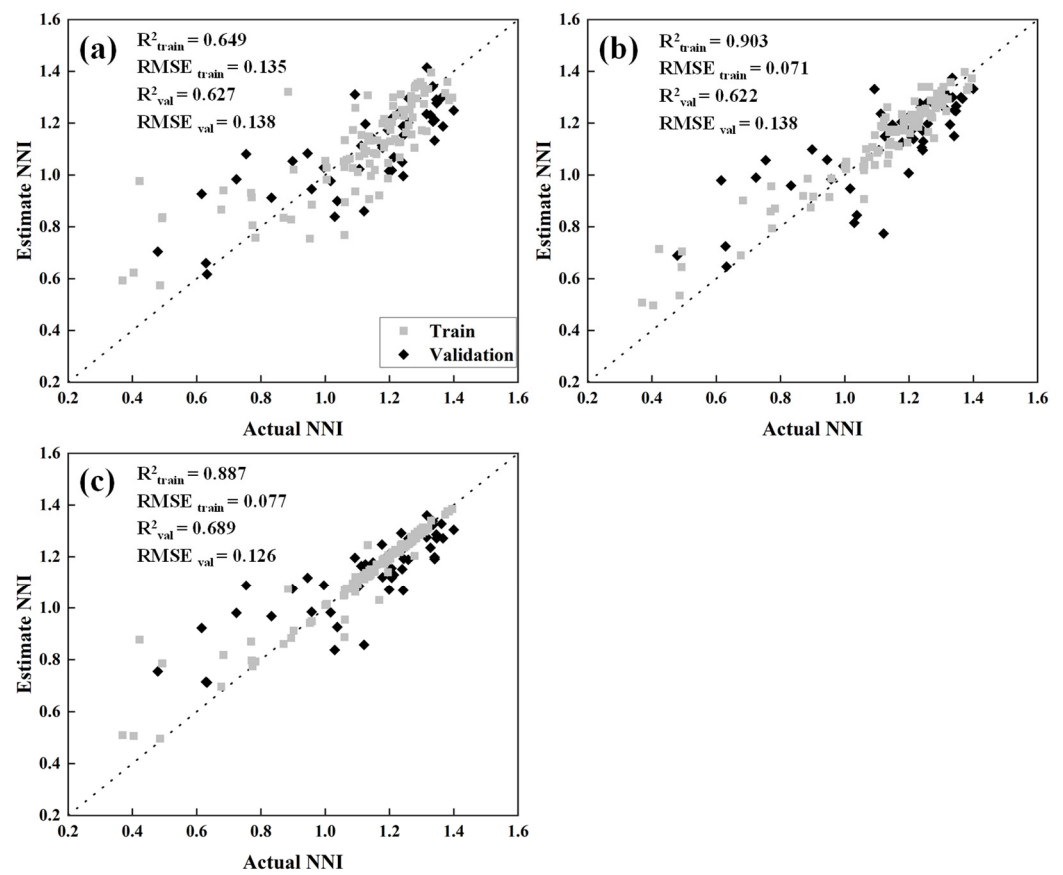 (a)
R²train = 0.649
RMSE train = 0.135
R²val = 0.627
RMSE val = 0.138
Estimate NNI
1.6
1.4
1.2
1.0
0.8
0.6
0.4
0.2
0.2 0.4 0.6 0.8 1.0 1.2 1.4 1.6
Actual NNI
Train
Validation
(b)
R²train = 0.903
RMSE train = 0.071
R²val = 0.622
RMSE val = 0.138
Estimate NNI
1.6
1.4
1.2
1.0
0.8
0.6
0.4
0.2
0.2 0.4 0.6 0.8 1.0 1.2 1.4 1.6
Actual NNI
(c)
R²train = 0.887
RMSE train = 0.077
R²val = 0.689
RMSE val = 0.126
Estimate NNI
1.6
1.4
1.2
1.0
0.8
0.6
0.4
0.2
0.2 0.4 0.6 0.8 1.0 1.2 1.4 1.6
Actual NNI